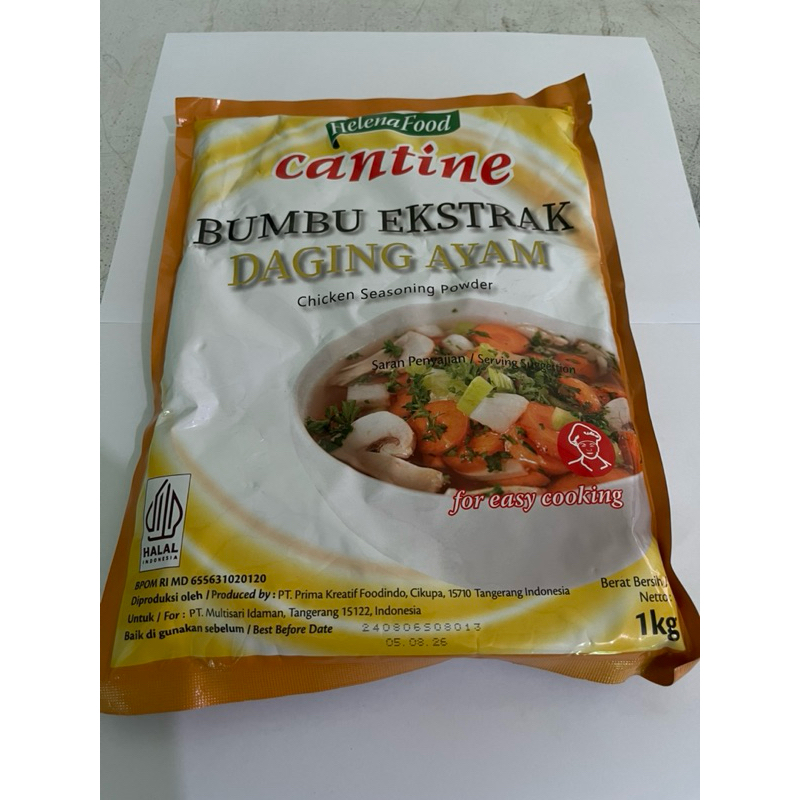 HelenaFood
cantine
BUMBU EKSTRAK
DAGING AYAM
Chicken Seasoning Powder
Saran Penyajian / Serving Suggestion
for easy cooking
HALAL
INDONESIA
BPOM RI MD 655631020120
Diproduksi oleh / Produced by : PT. Prima Kreatif Foodindo, Cikupa, 15710 Tangerang Indonesia
Untuk / For : PT. Multisari Idaman, Tangerang 15122, Indonesia
Baik di gunakan sebelum / Best Before Date
240806508013
05.08.26
Berat Bersih /
Netto:
1kg